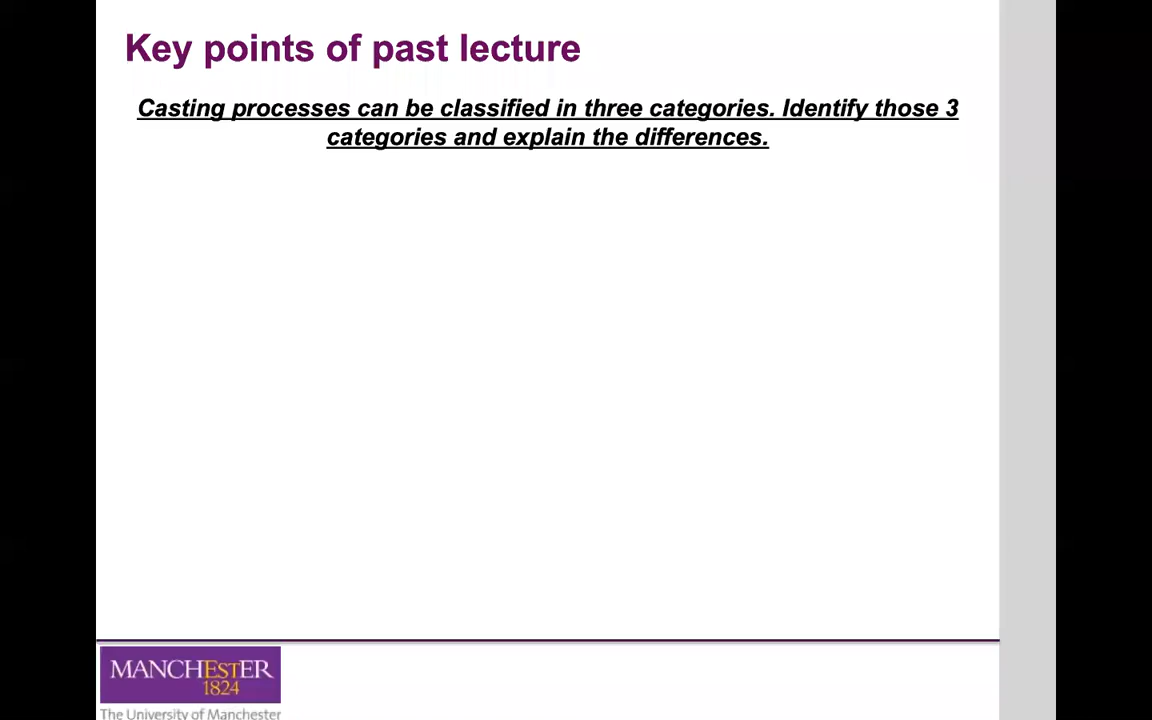 Key points of past lecture
Casting processes can be classified in three categories. Identify those 3
categories and explain the differences.
MANCHESTER
1824
The University of Manchester